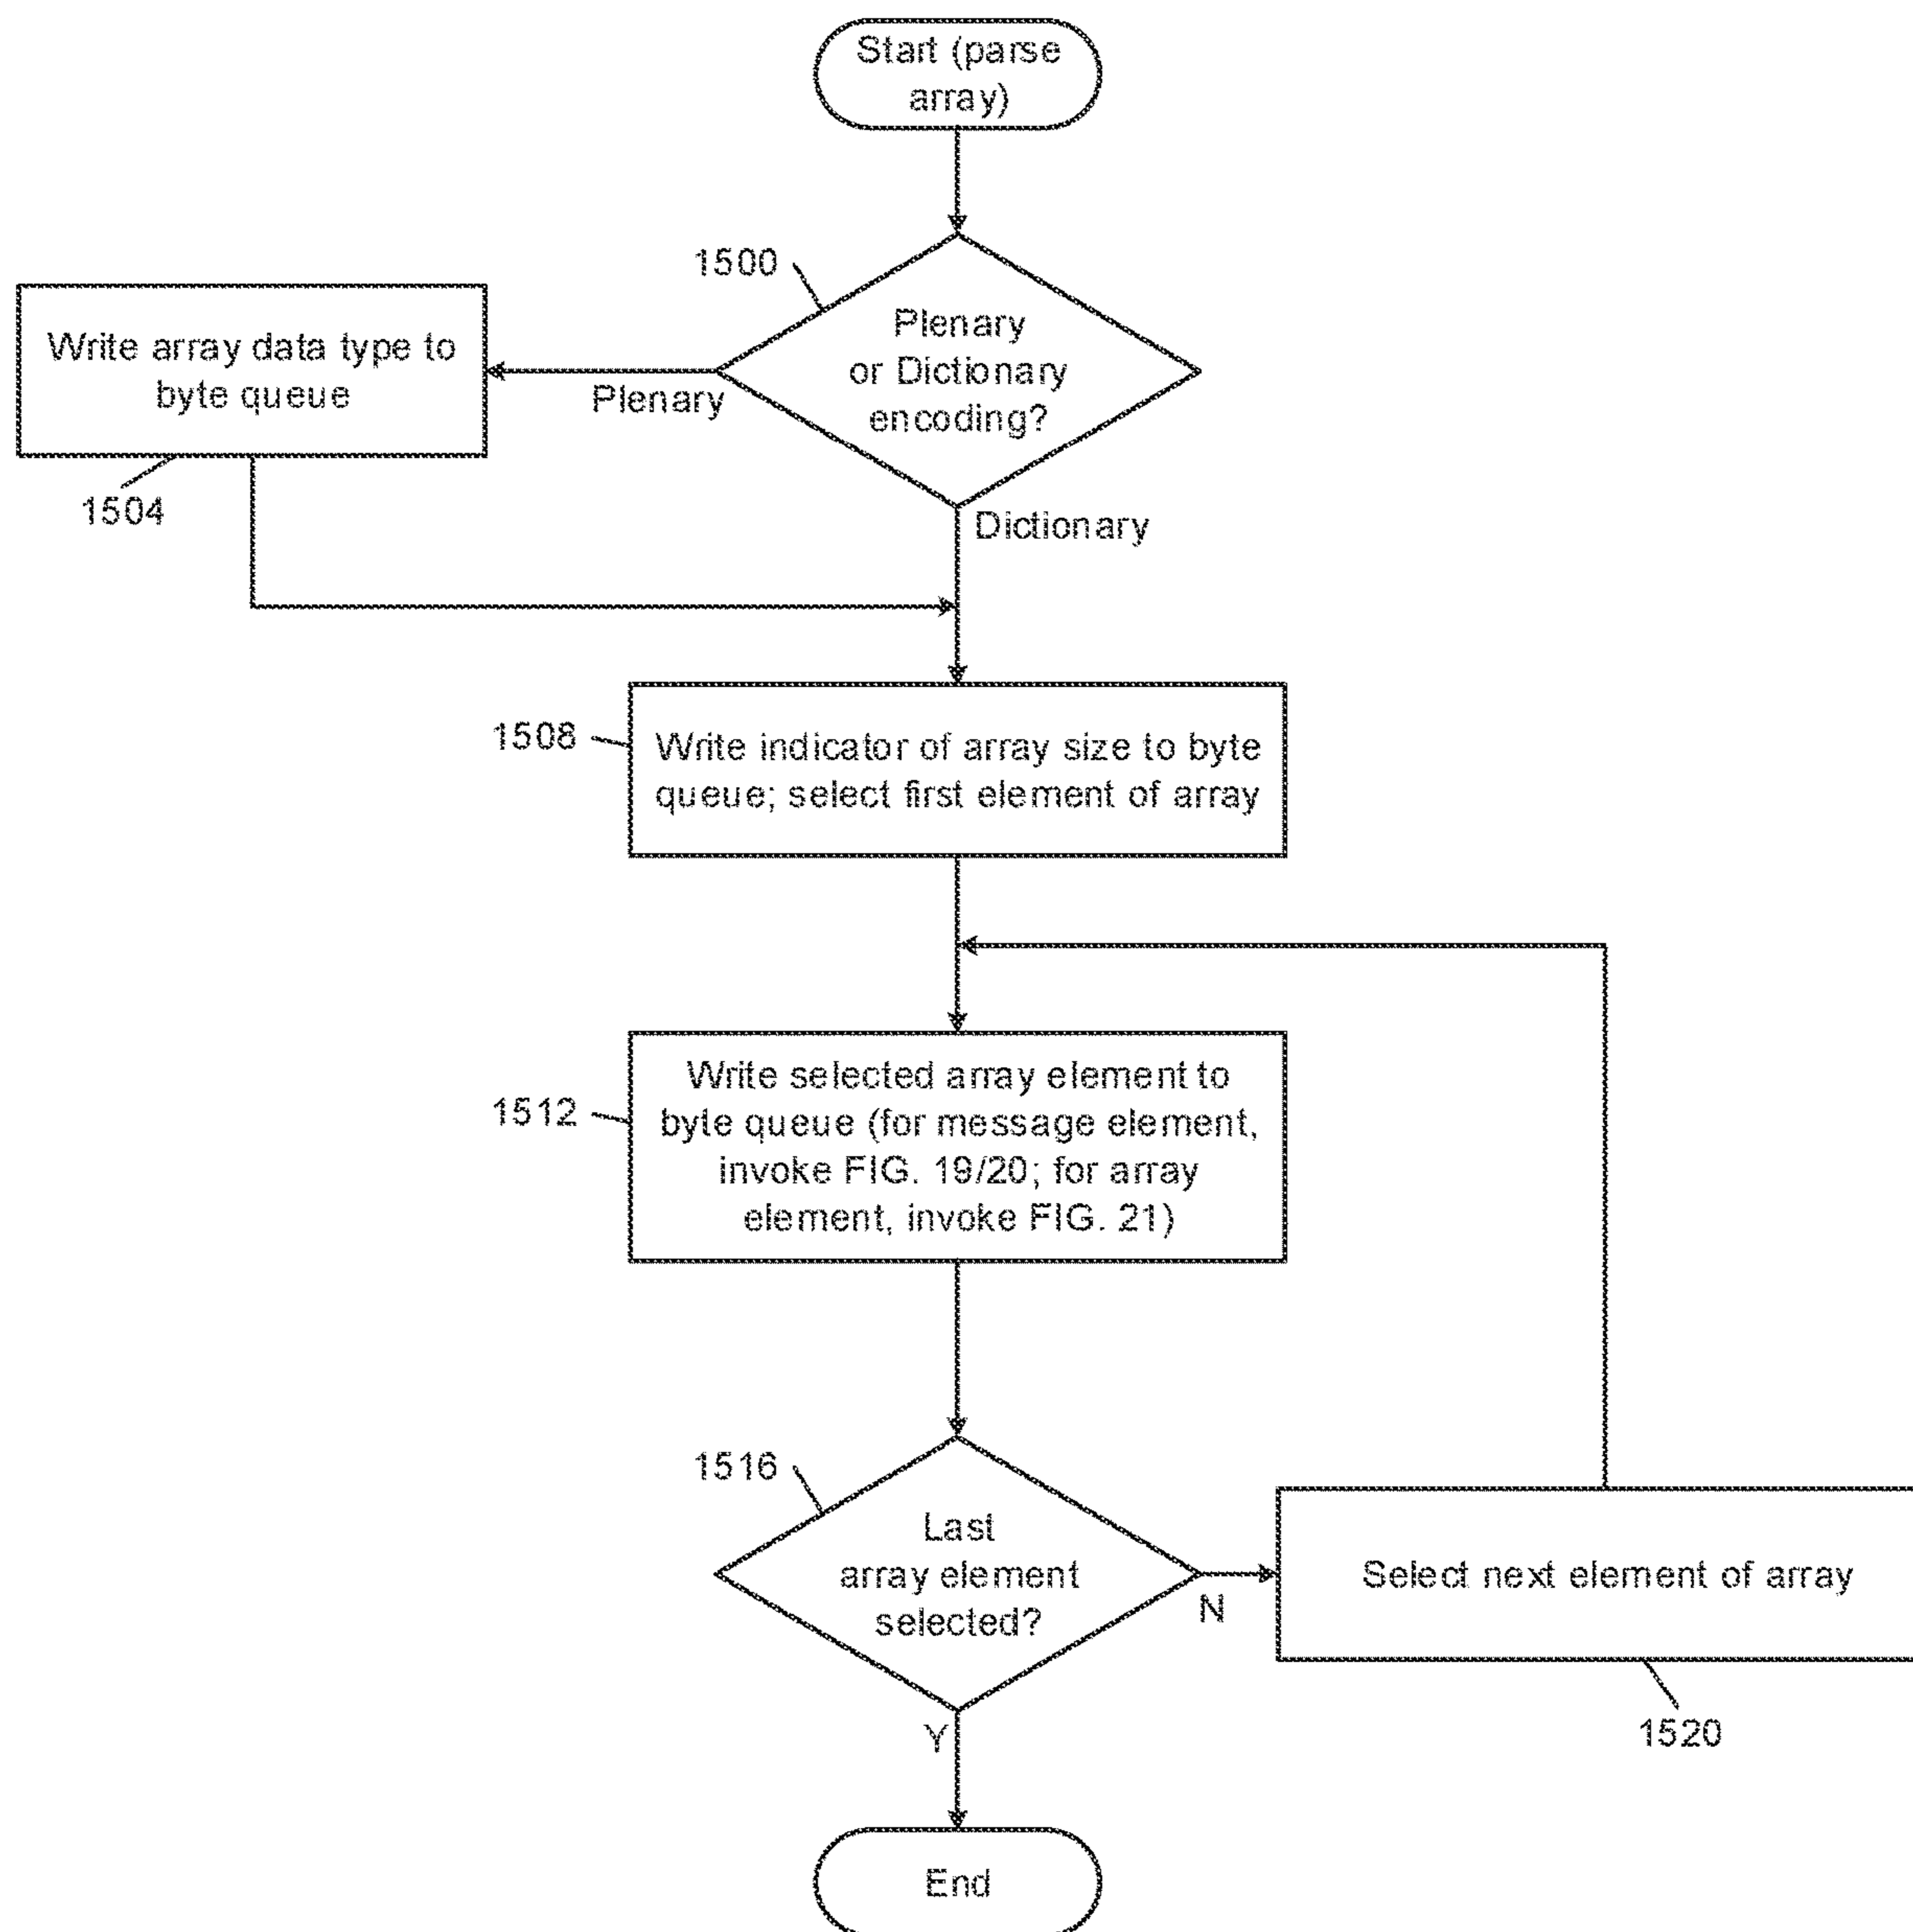 Start (parse
array)
1500
Plenary
or Dictionary
encoding?
Write array data type to
byte queue
Plenary
1504
Dictionary
1508
Write indicator of array size to byte
queue; select first element of array
1512
Write selected array element to
byte queue (for message element,
invoke FIG. 19/20; for array
element, invoke FIG. 21)
1516
Last
array element
selected?
N
Select next element of array
1520
Y
End